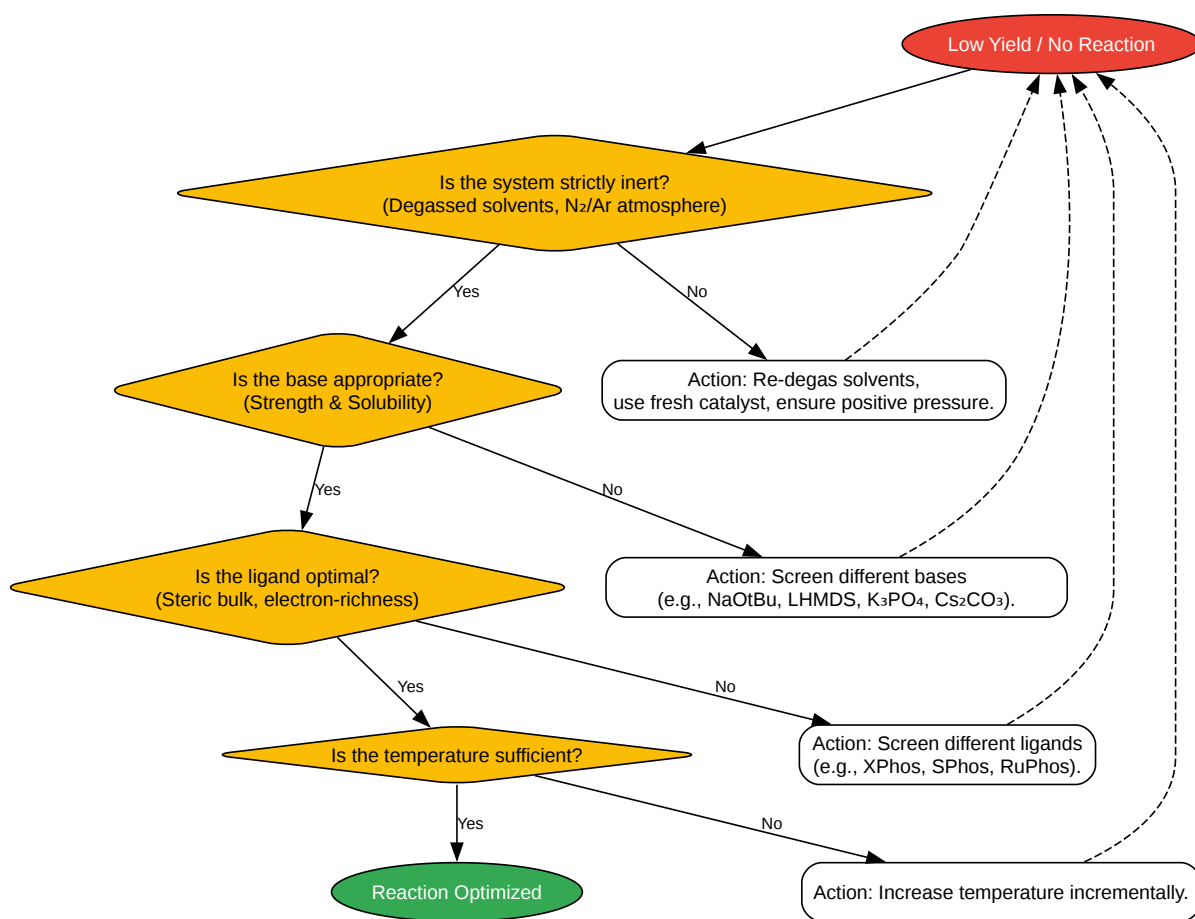 Low Yield / No Reaction
Is the system strictly inert?
(Degassed solvents, N₂/Ar atmosphere)
Yes
No
Is the base appropriate?
(Strength & Solubility)
Action: Re-degas solvents,
use fresh catalyst, ensure positive pressure.
Yes
No
Is the ligand optimal?
(Steric bulk, electron-richness)
Action: Screen different bases
(e.g., NaOtBu, LHMDS, K₃PO₄, Cs₂CO₃).
Yes
No
Is the temperature sufficient?
Action: Screen different ligands
(e.g., XPhos, SPhos, RuPhos).
Yes
No
Reaction Optimized
Action: Increase temperature incrementally.